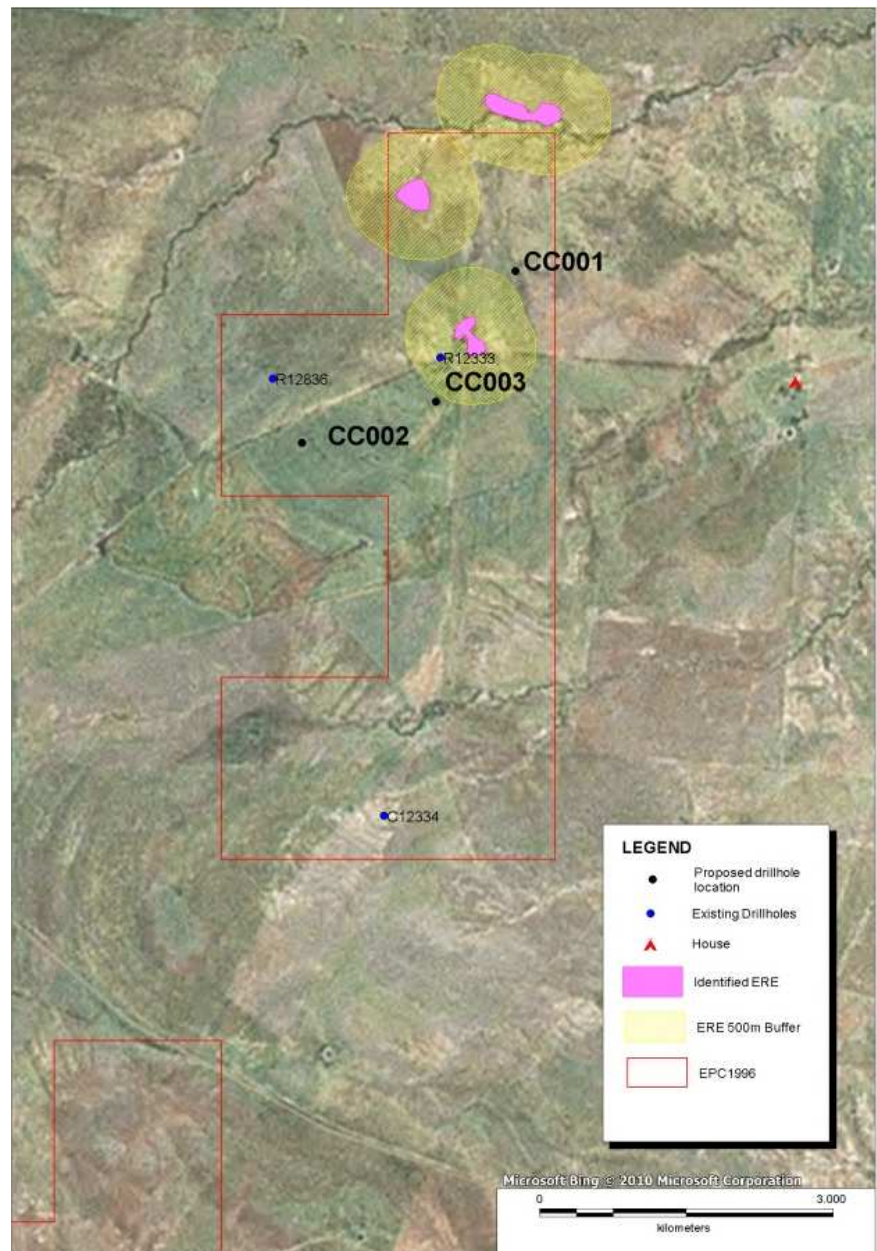 CC001
R12333
R12836
CC003
CC002
C12334
LEGEND
Proposed drillhole
location
Existing Drillholes
House
Identified ERE
ERE 500m Buffer
EPC1996
Microsoft Bing © 2010 Microsoft Corporation
0 3.000
kilometers